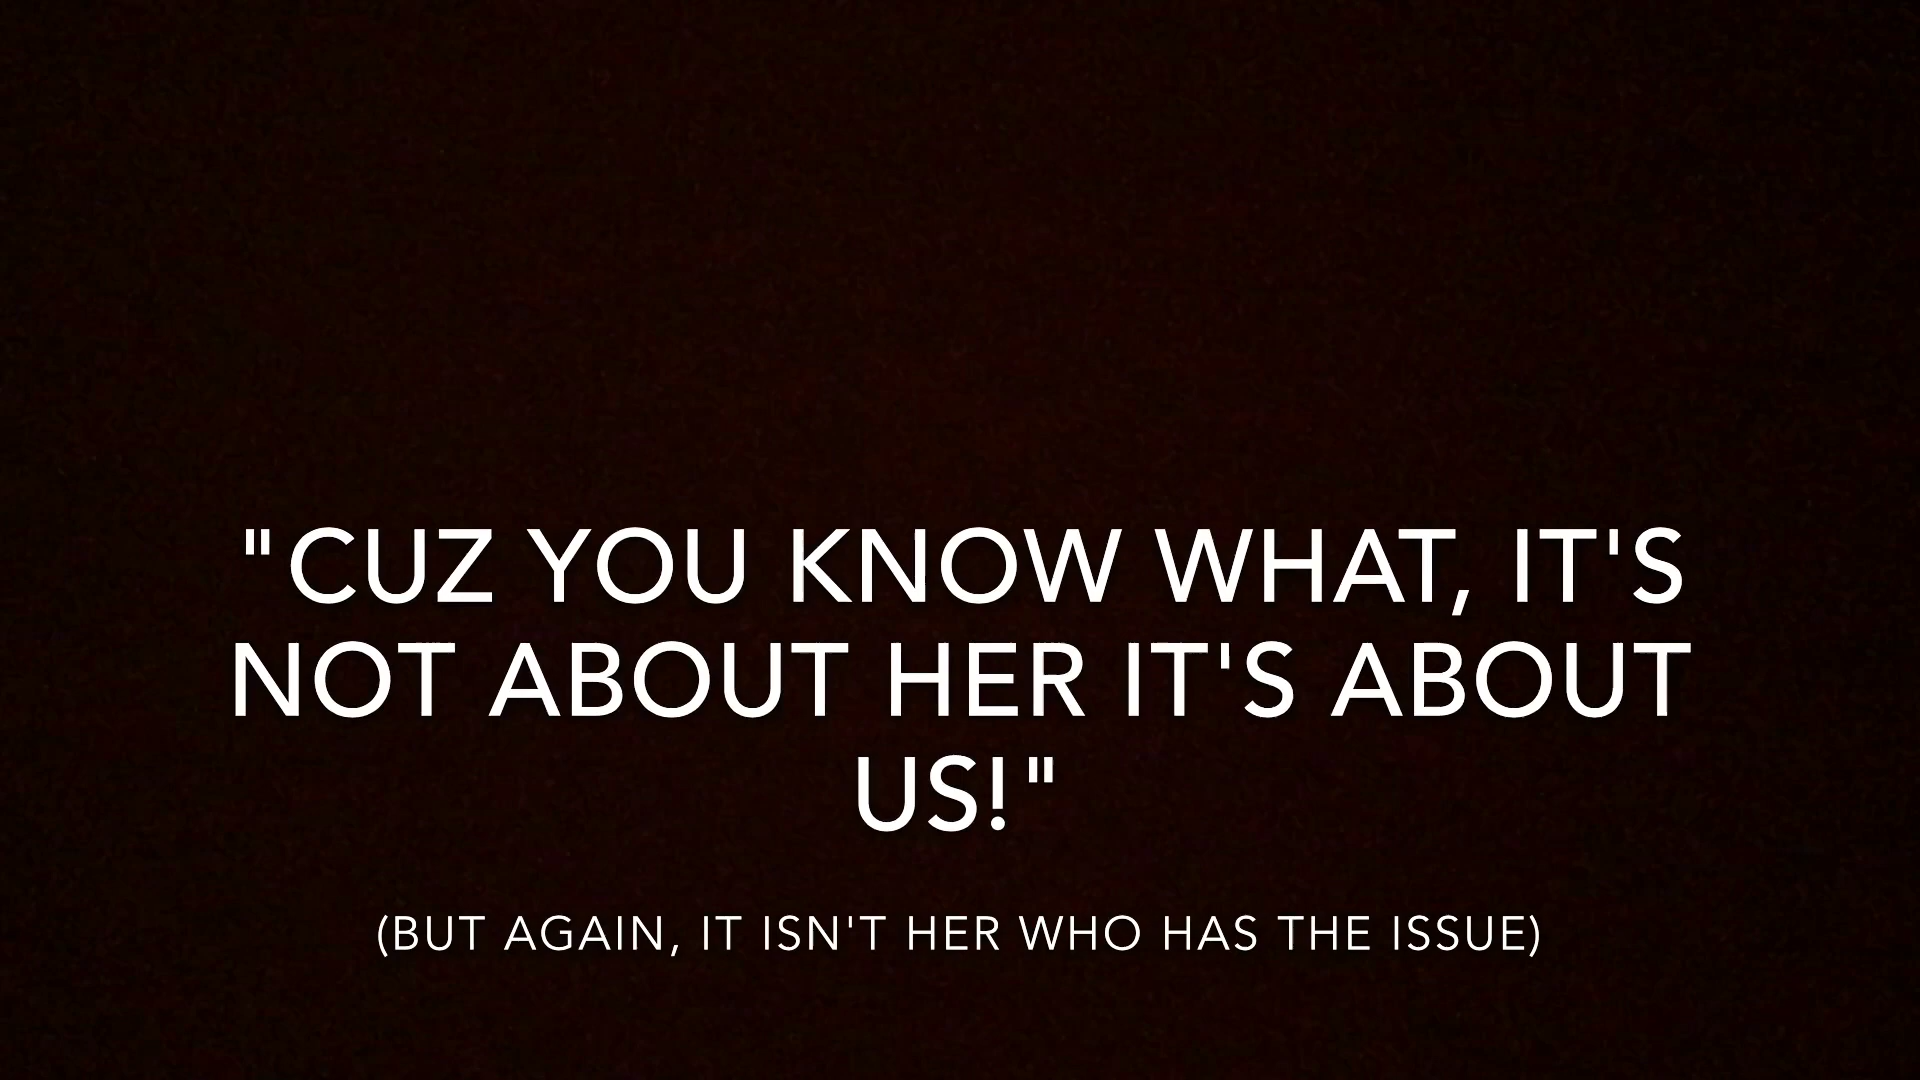 "CUZ YOU KNOW WHAT, IT'S
NOT ABOUT HER IT'S ABOUT
US!"
(BUT AGAIN, IT ISN'T HER WHO HAS THE ISSUE)